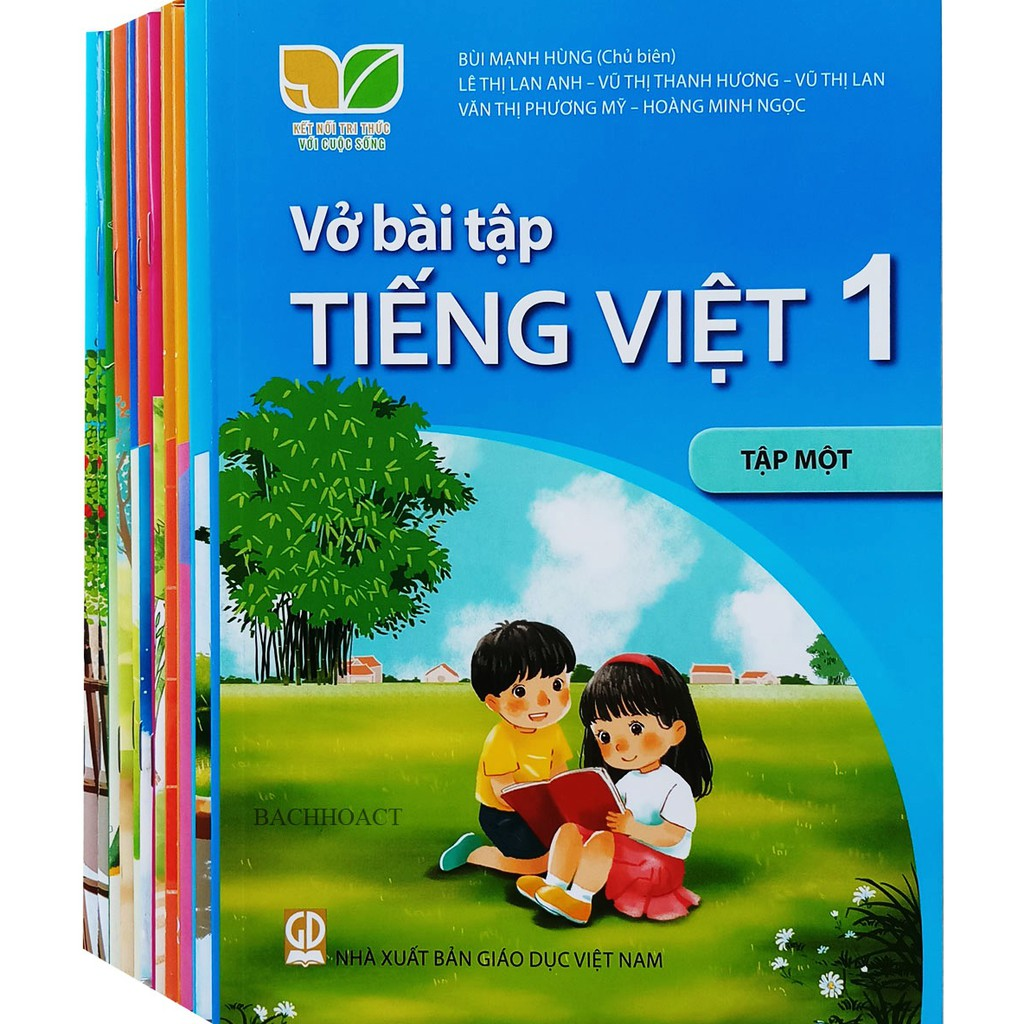 BÙI MẠNH HÙNG (Chủ biên)
LÊ THỊ LAN ANH – VŨ THỊ THANH HƯƠNG – VŨ THỊ LAN
VĂN THỊ PHƯƠNG MỸ – HOÀNG MINH NGỌC
KẾT NỐI TRI THỨC
VỚI CUỘC SỐNG
Vở bài tập
TIẾNG VIỆT 1
TẬP MỘT
BACHHOACT
GD
NHÀ XUẤT BẢN GIÁO DỤC VIỆT NAM